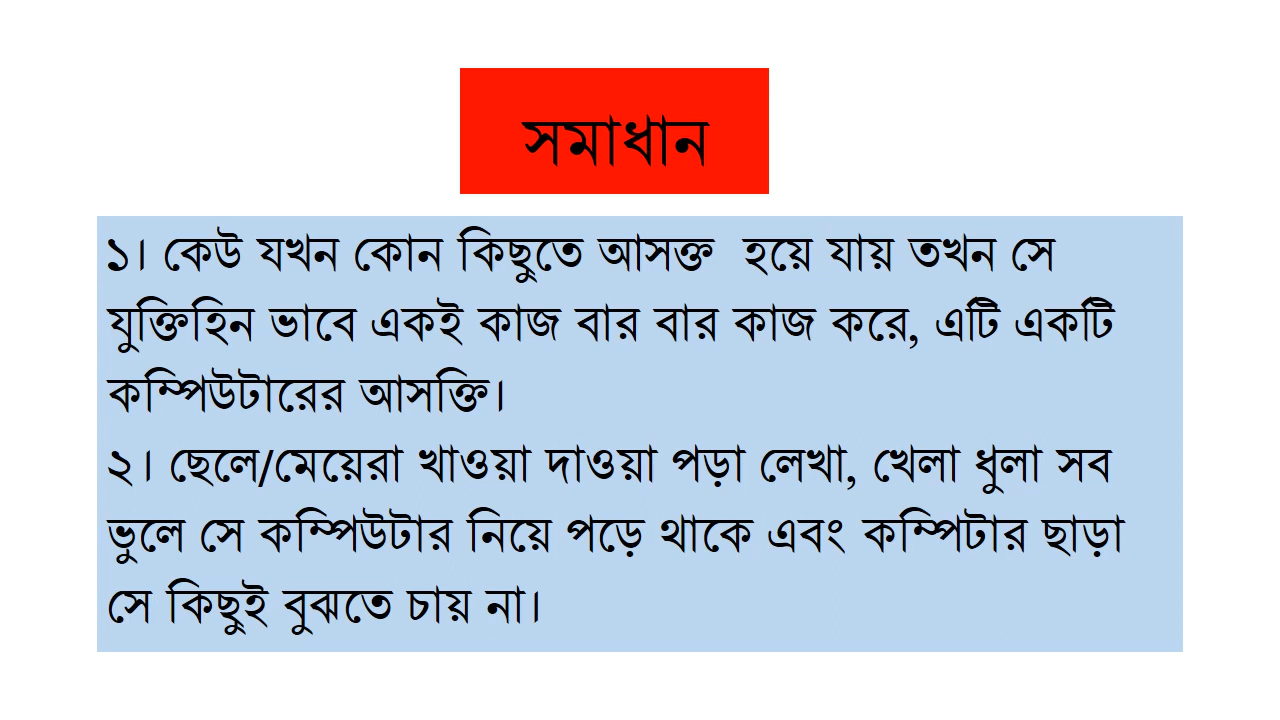 সমাধান
১। কেউ যখন কোন কিছুতে আসক্ত হয়ে যায় তখন সে
যুক্তিহিন ভাবে একই কাজ বার বার কাজ করে, এটি একটি
কম্পিউটারের আসক্তি।
২। ছেলে/মেয়েরা খাওয়া দাওয়া পড়া লেখা, খেলা ধুলা সব
ভুলে সে কম্পিউটার নিয়ে পড়ে থাকে এবং কম্পিটার ছাড়া
সে কিছুই বুঝতে চায় না।